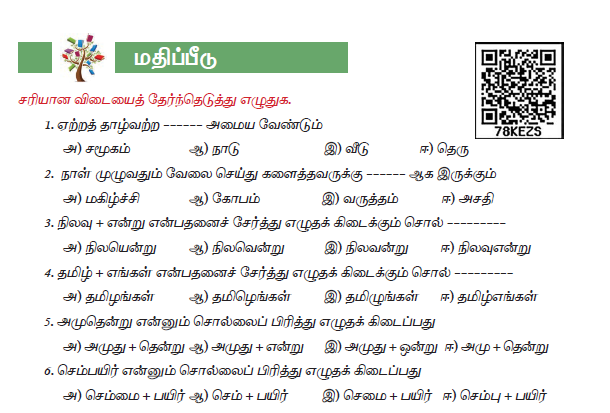 மதிப்பீடு
78KEZS
சரியான விடையைத் தேர்ந்தெடுத்து எழுதுக.
1. ஏற்றத் தாழ்வற்ற ------ அமைய வேண்டும்
அ) சமூகம் ஆ) நாடு இ) வீடு ஈ) தெரு
2. நாள் முழுவதும் வேலை செய்து களைத்தவருக்கு ------ ஆக இருக்கும்
அ) மகிழ்ச்சி ஆ) கோபம் இ) வருத்தம் ஈ) அசதி
3. நிலவு + என்று என்பதனைச் சேர்த்து எழுதக் கிடைக்கும் சொல் ---------
அ) நிலயென்று ஆ) நிலவென்று இ) நிலவன்று ஈ) நிலவுஎன்று
4. தமிழ் + எங்கள் என்பதனைச் சேர்த்து எழுதக் கிடைக்கும் சொல் ---------
அ) தமிழங்கள் ஆ) தமிழெங்கள் இ) தமிழுங்கள் ஈ) தமிழ்எங்கள்
5. அமுதென்று என்னும் சொல்லைப் பிரித்து எழுதக் கிடைப்பது
அ) அமுது + தென்று ஆ) அமுது + என்று இ) அமுது + ஒன்று ஈ) அமு + தென்று
6. செம்பயிர் என்னும் சொல்லைப் பிரித்து எழுதக் கிடைப்பது
அ) செம்மை + பயிர் ஆ) செம் + பயிர் இ) செமை + பயிர் ஈ) செம்பு + பயிர்